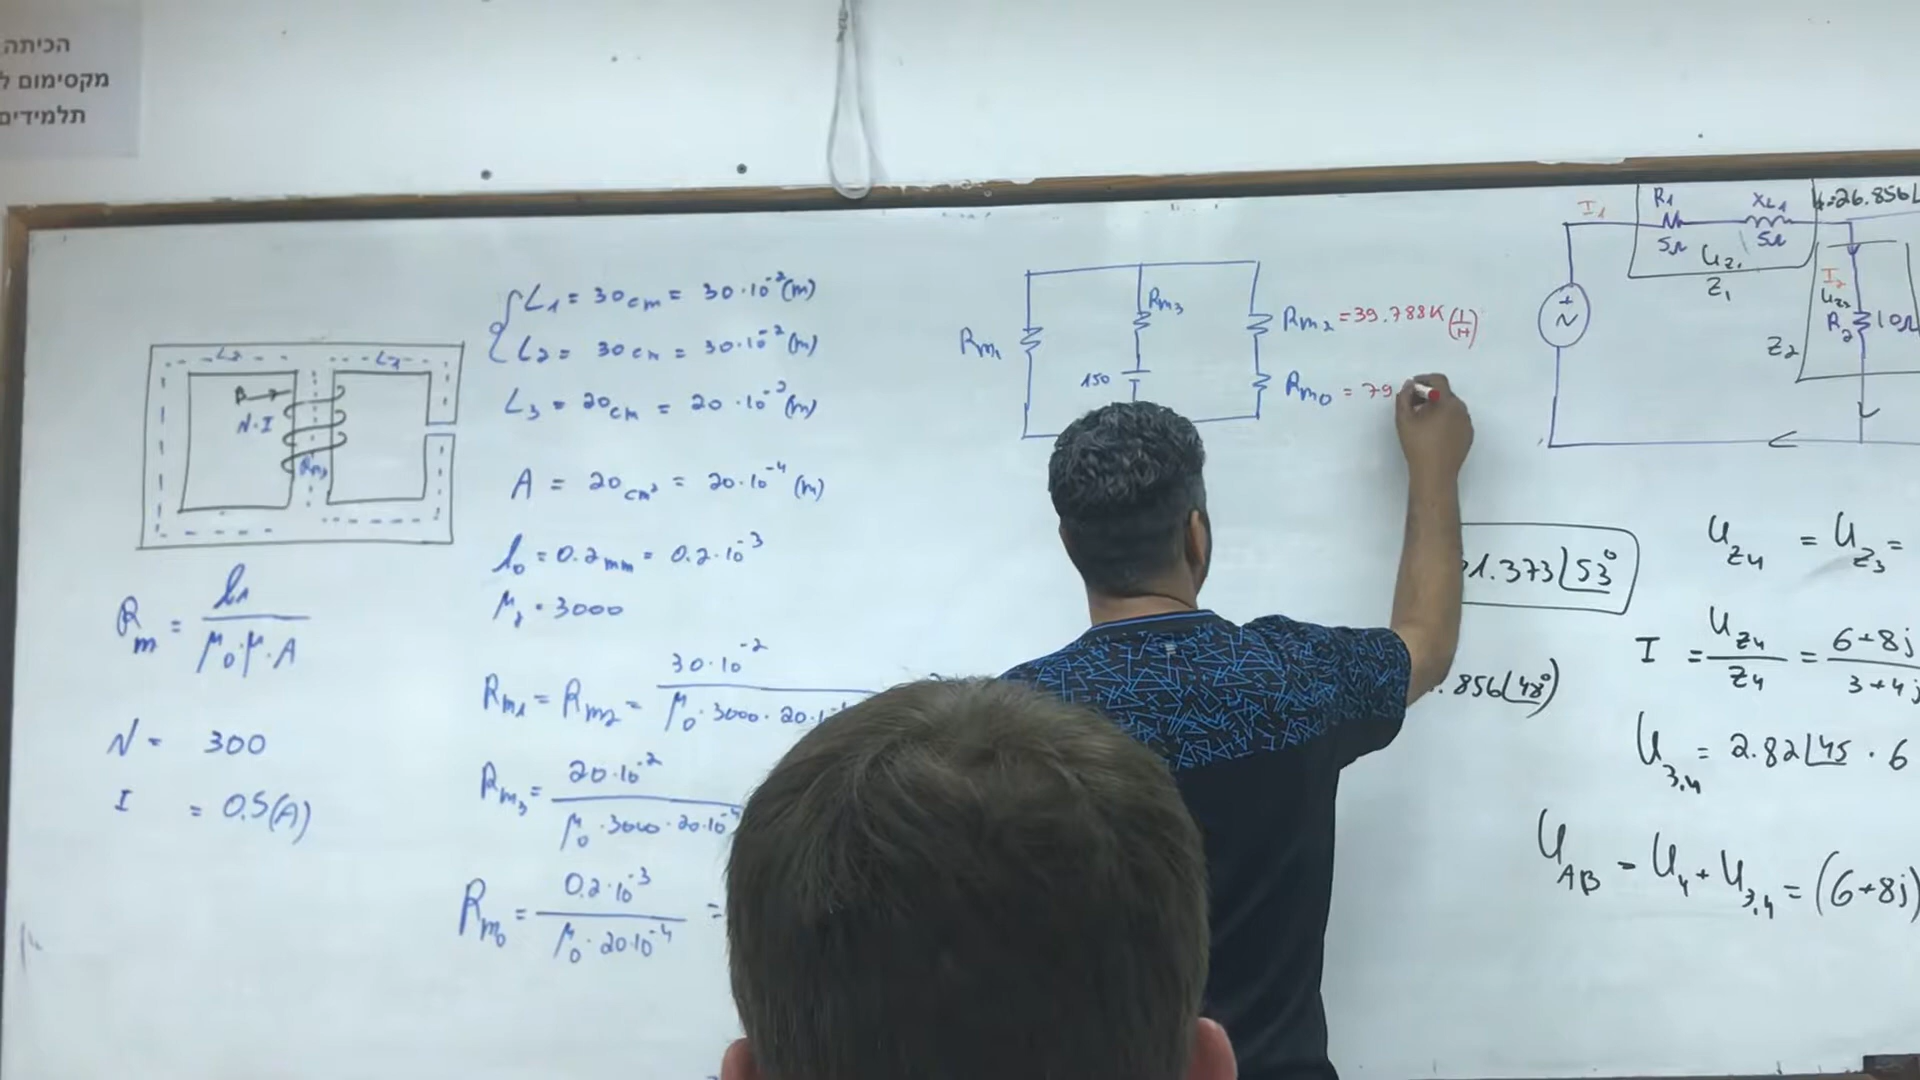 הכיתה
מקסימום ל
תלמידים
L1 = 30cm = 30·10⁻²(m)
L2 = 30cm = 30·10⁻²(m)
L3 = 20cm = 20·10⁻²(m)
A = 20cm² = 20·10⁻⁴ (m)
l₀ = 0.2mm = 0.2·10⁻³
3000
L2
L1
N·I
Rm3
Rm = l1 / μ₀·μ·A
N = 300
I = 0.5(A)
Rm1 = Rm2 = 30·10⁻² / μ₀·3000·20·1
Rm3 = 20·10⁻² / μ₀·3000·20·10⁻⁴
Rm0 = 0.2·10⁻³ / μ₀·20·10⁻⁴ =
Rm1
Rm3
150
Rm2 = 39.788K (1/H)
Rm0 = 79
I1
R1
5Ω
XL1
5Ω
Uz1
Z1
=26.856∠
I2
R2
10Ω
Z2
1.373∠53°
.856∠48°)
Uz4 = Uz3 =
I = Uz4 / Z4 = 6+8j / 3+4j
U3,4 = 2.82∠45 · 6
UAB = U4 + U3,4 = (6+8j)